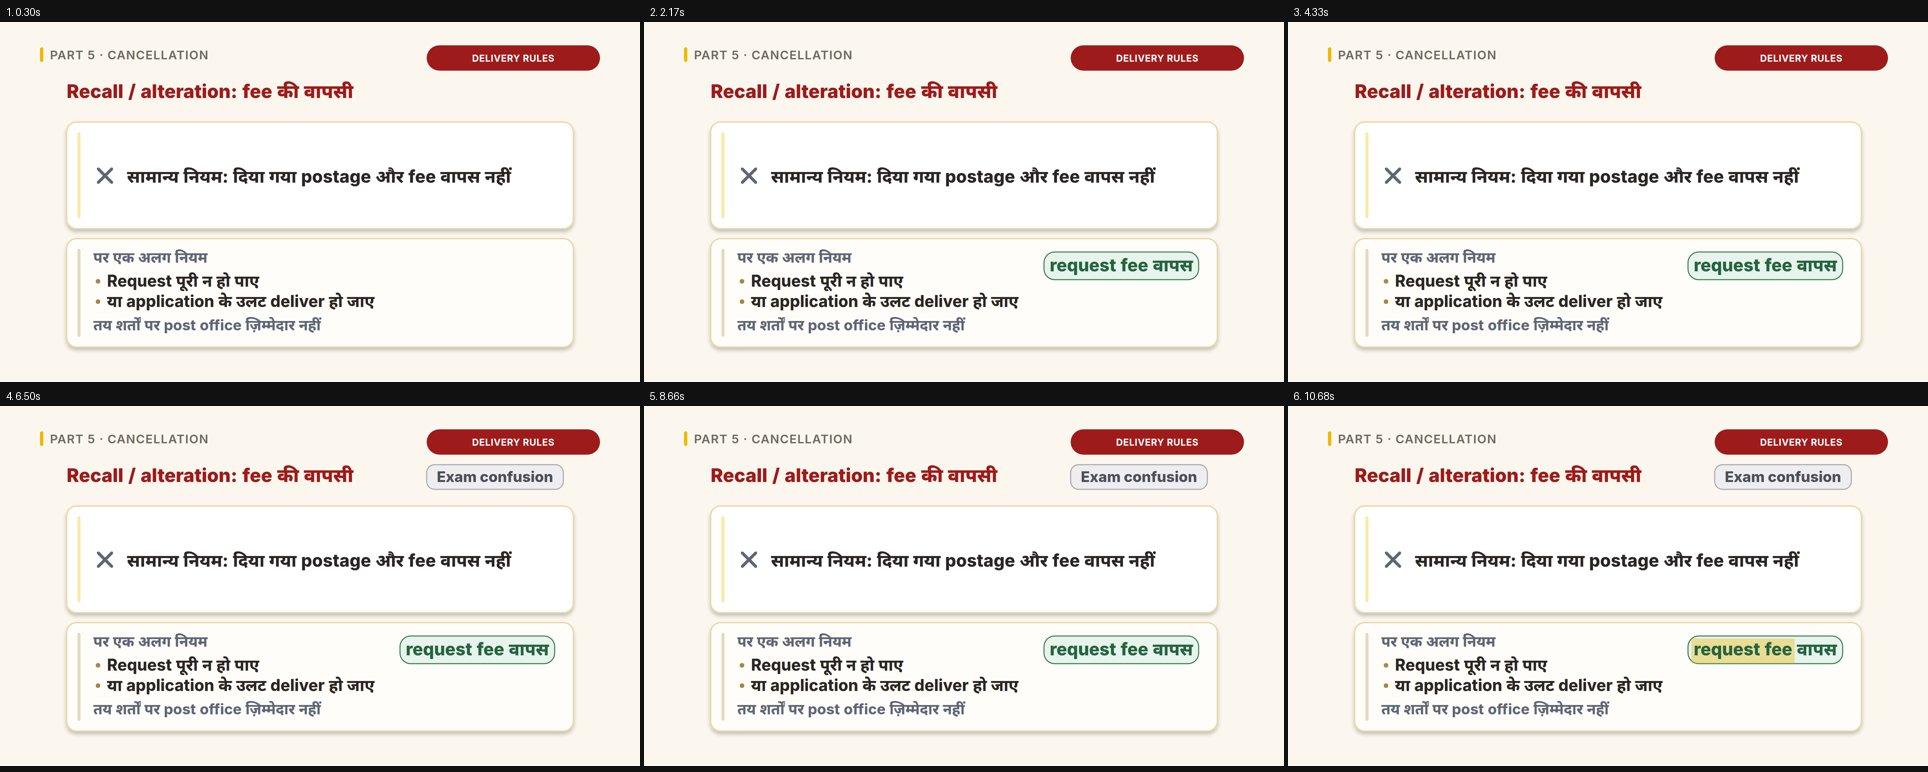 1. 0.30s
PART 5 · CANCELLATION
DELIVERY RULES
Recall / alteration: fee की वापसी
सामान्य नियम: दिया गया postage और fee वापस नहीं
पर एक अलग नियम
• Request पूरी न हो पाए
• या application के उलट deliver हो जाए
तय शर्तों पर post office ज़िम्मेदार नहीं
2. 2.17s
PART 5 · CANCELLATION
DELIVERY RULES
Recall / alteration: fee की वापसी
सामान्य नियम: दिया गया postage और fee वापस नहीं
पर एक अलग नियम
request fee वापस
• Request पूरी न हो पाए
• या application के उलट deliver हो जाए
तय शर्तों पर post office ज़िम्मेदार नहीं
3. 4.33s
PART 5 · CANCELLATION
DELIVERY RULES
Recall / alteration: fee की वापसी
सामान्य नियम: दिया गया postage और fee वापस नहीं
पर एक अलग नियम
request fee वापस
• Request पूरी न हो पाए
• या application के उलट deliver हो जाए
तय शर्तों पर post office ज़िम्मेदार नहीं
4. 6.50s
PART 5 · CANCELLATION
DELIVERY RULES
Recall / alteration: fee की वापसी
Exam confusion
सामान्य नियम: दिया गया postage और fee वापस नहीं
पर एक अलग नियम
request fee वापस
• Request पूरी न हो पाए
• या application के उलट deliver हो जाए
तय शर्तों पर post office ज़िम्मेदार नहीं
5. 8.66s
PART 5 · CANCELLATION
DELIVERY RULES
Recall / alteration: fee की वापसी
Exam confusion
सामान्य नियम: दिया गया postage और fee वापस नहीं
पर एक अलग नियम
request fee वापस
• Request पूरी न हो पाए
• या application के उलट deliver हो जाए
तय शर्तों पर post office ज़िम्मेदार नहीं
6. 10.68s
PART 5 · CANCELLATION
DELIVERY RULES
Recall / alteration: fee की वापसी
Exam confusion
सामान्य नियम: दिया गया postage और fee वापस नहीं
पर एक अलग नियम
request fee वापस
• Request पूरी न हो पाए
• या application के उलट deliver हो जाए
तय शर्तों पर post office ज़िम्मेदार नहीं